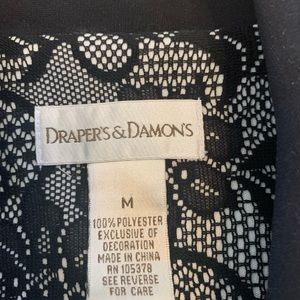 DRAPER'S & DAMON'S
M
100% POLYESTER
EXCLUSIVE OF
DECORATION
MADE IN CHINA
RN 105378
SEE REVERSE
FOR CARE